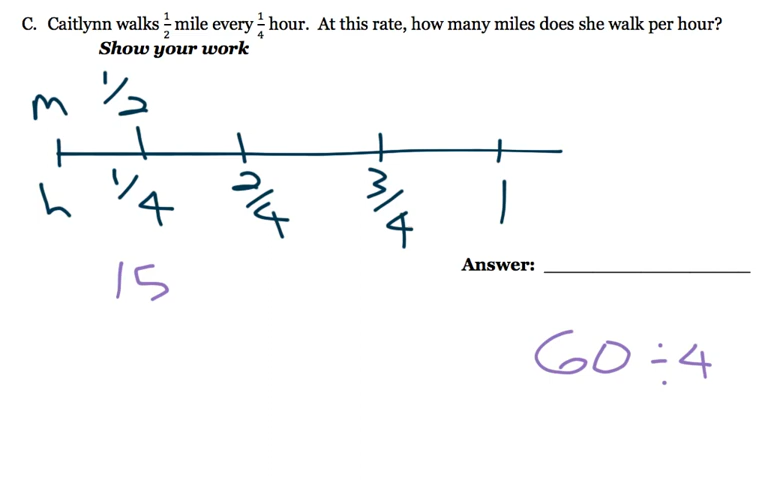 C. Caitlynn walks 1/2 mile every 1/4 hour. At this rate, how many miles does she walk per hour?
Show your work
m 1/2
h 1/4 2/4 3/4 1
15
Answer:
60 ÷ 4